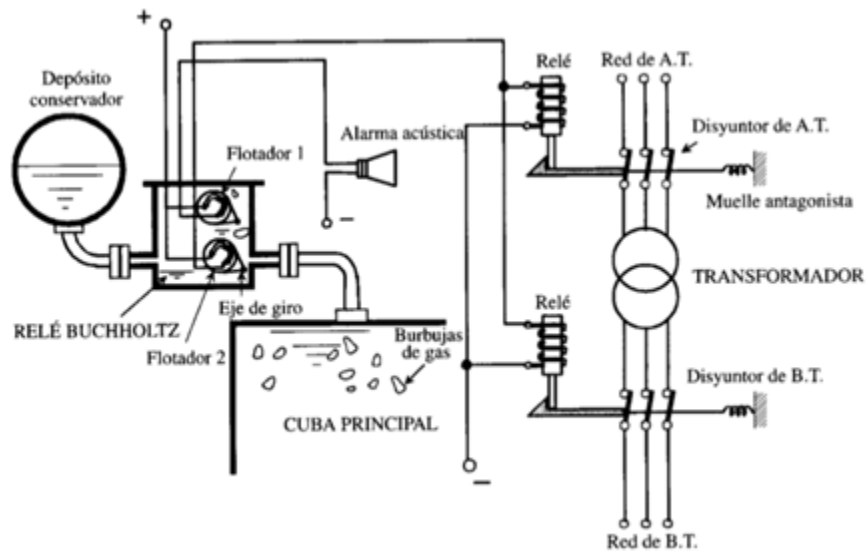 +
Depósito
conservador
Flotador 1
Alarma acústica
−
Relé
Red de A.T.
Disyuntor de A.T.
Muelle antagonista
TRANSFORMADOR
RELÉ BUCHHOLTZ
Eje de giro
Flotador 2
Burbujas
de gas
CUBA PRINCIPAL
Relé
Disyuntor de B.T.
−
Red de B.T.